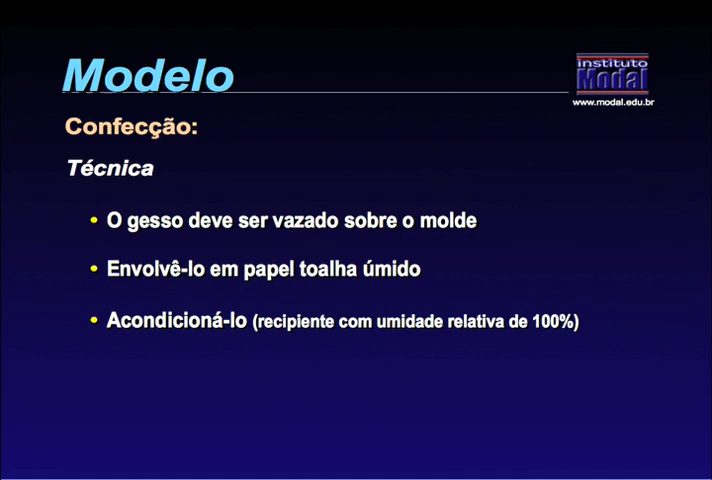 Modelo
instituto
Modal
www.modal.edu.br
Confecção:
Técnica
• O gesso deve ser vazado sobre o molde
• Envolvê-lo em papel toalha úmido
• Acondicioná-lo (recipiente com umidade relativa de 100%)